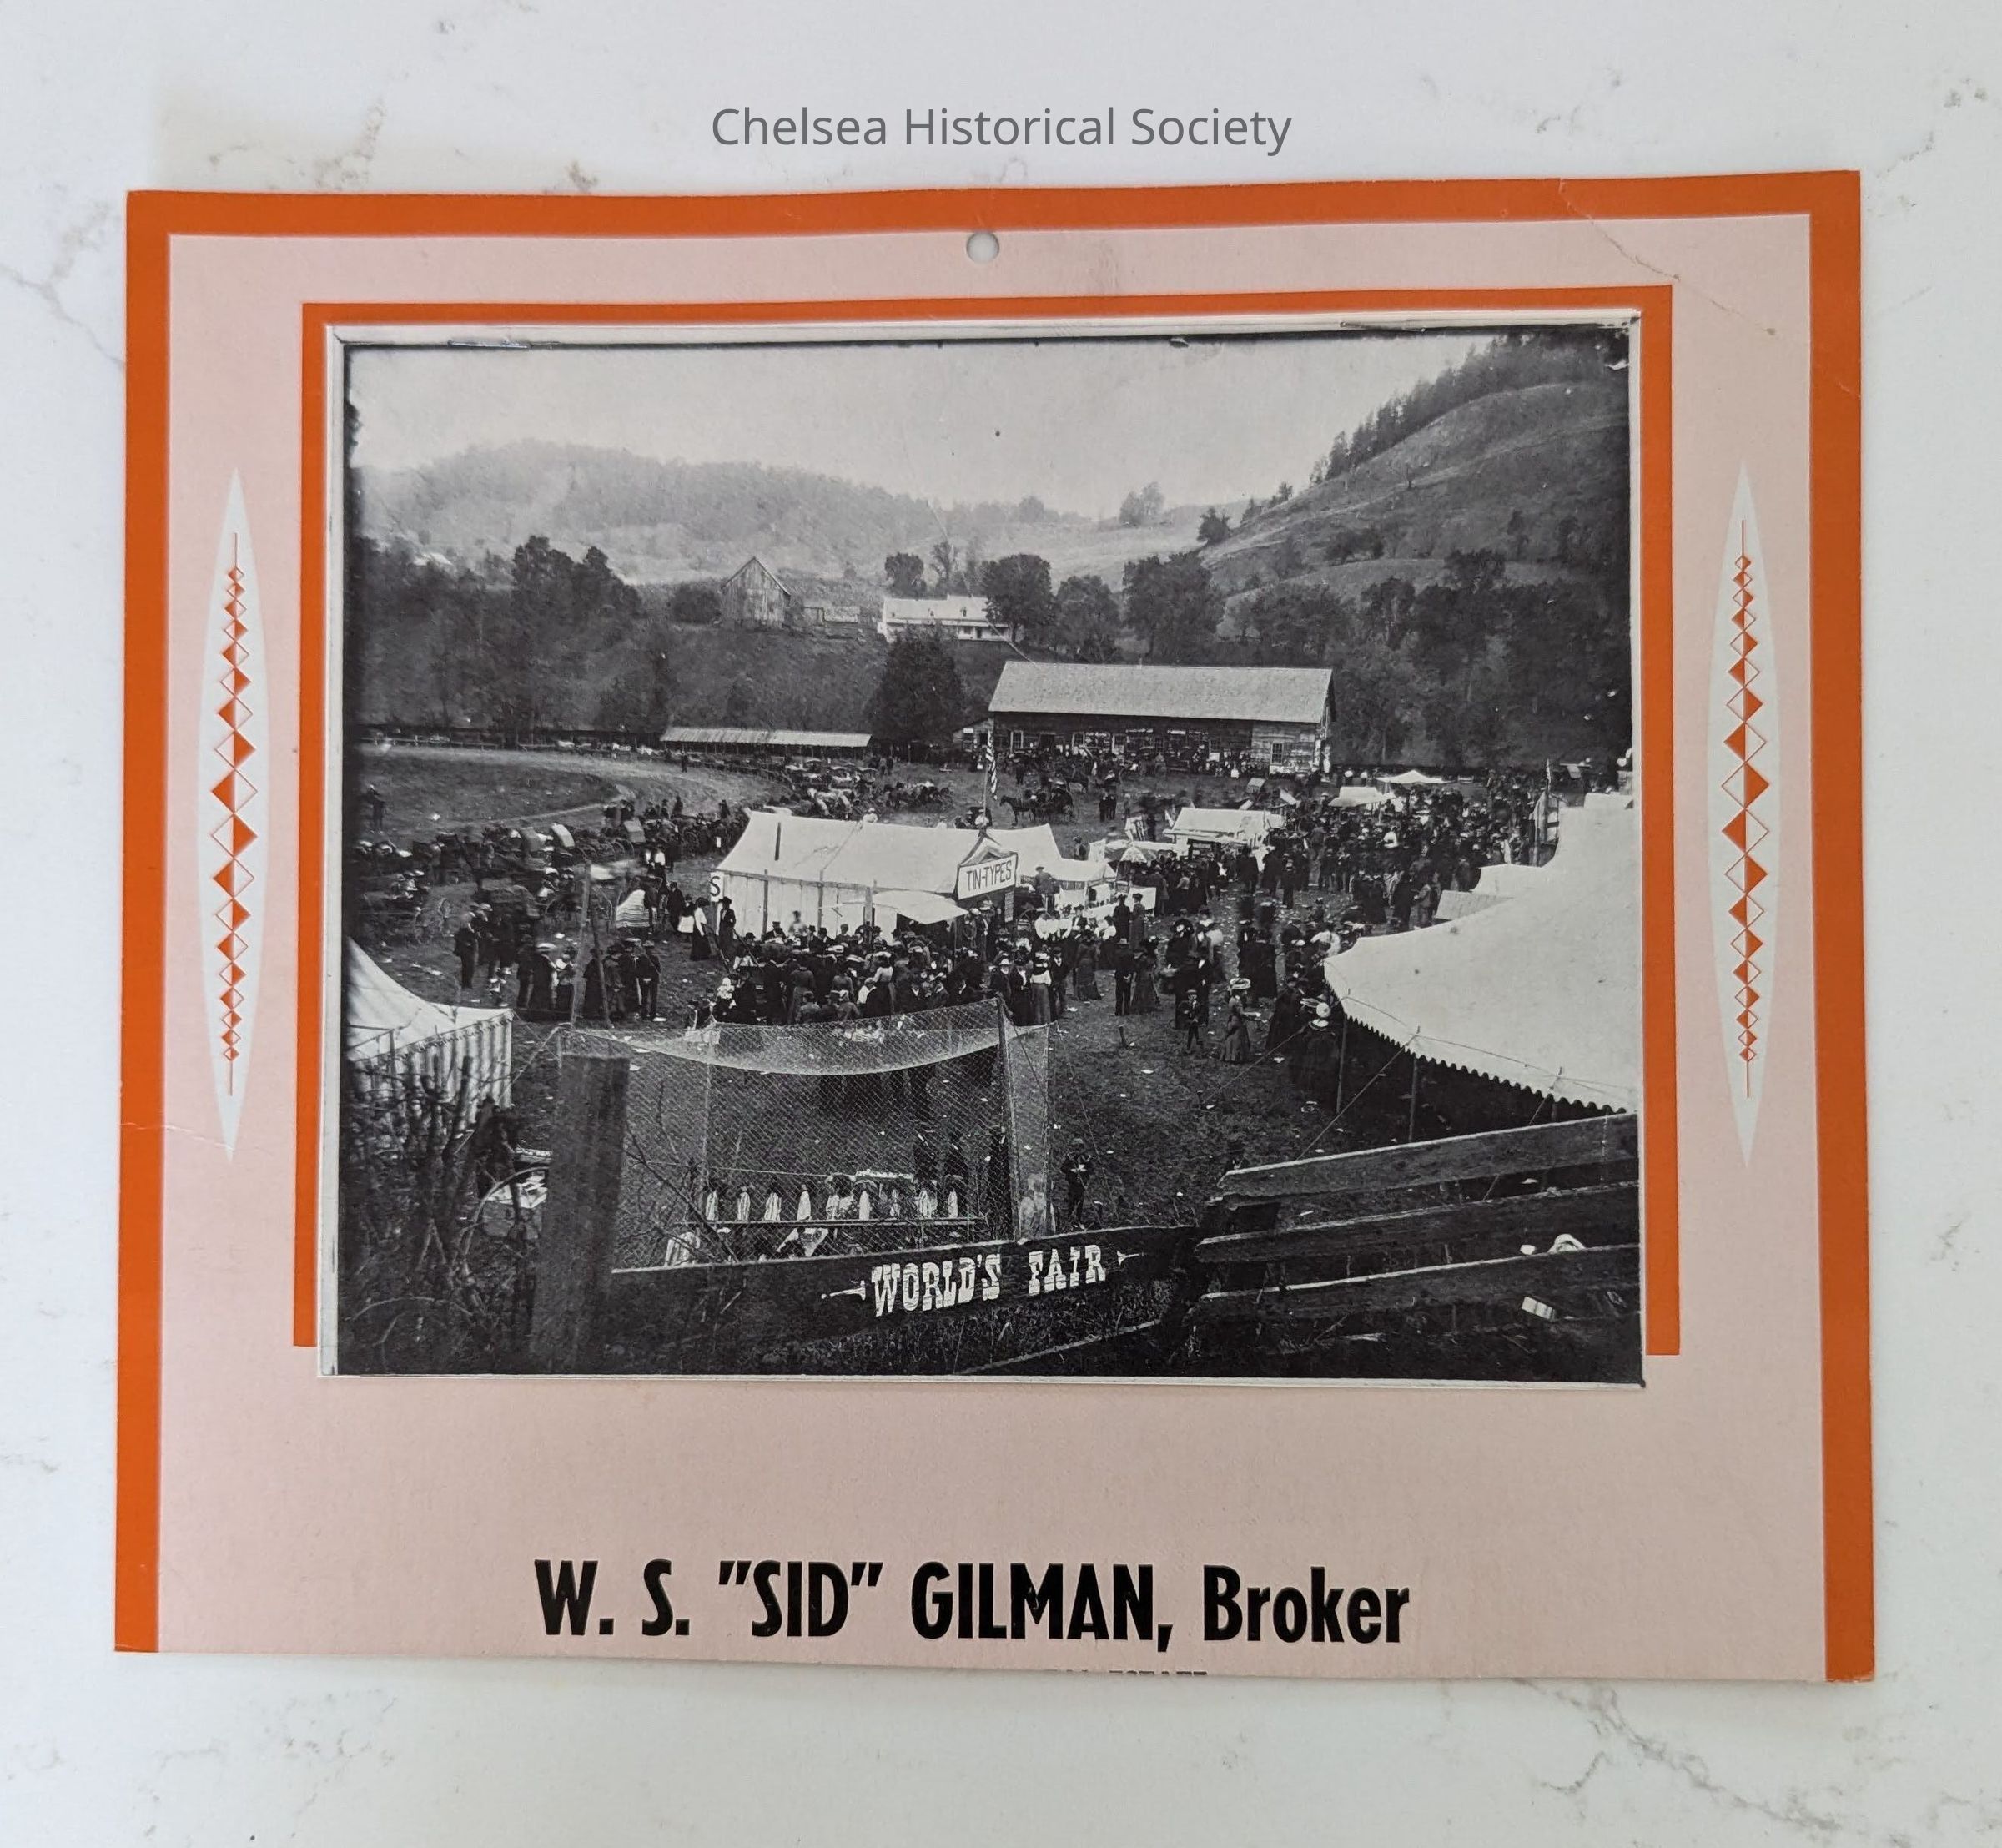 Chelsea Historical Society
S
TIN-TYPES
WORLD'S FAIR
W. S. "SID" GILMAN, Broker